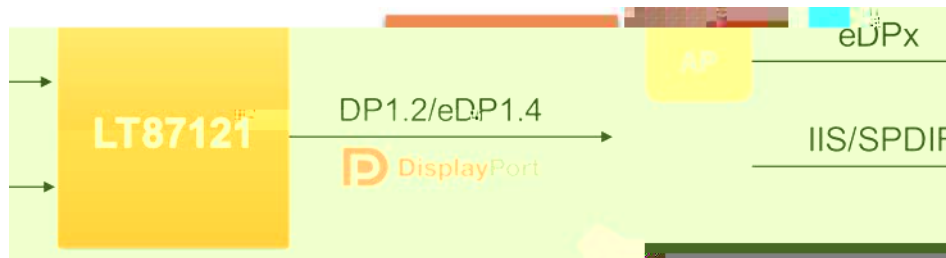 eDPx
AP
LT87121
DP1.2/eDP1.4
IIS/SPDIF
DisplayPort